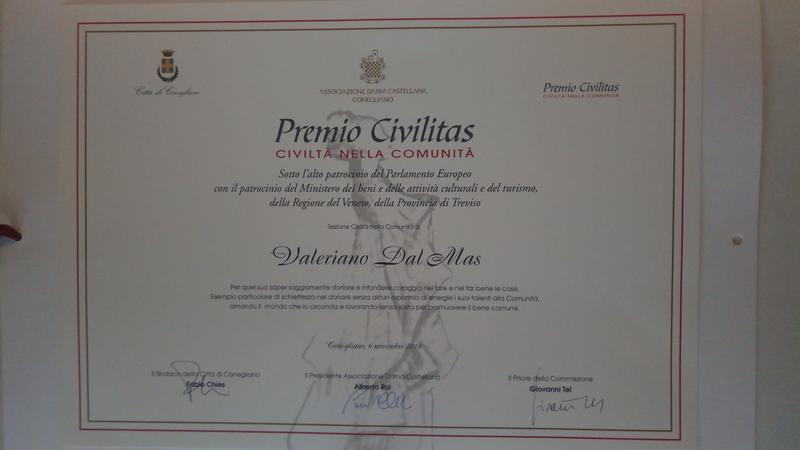 Città di Conegliano
ASSOCIAZIONE DAMA CASTELLANA
CONEGLIANO
Premio Civilitas
CIVILTÀ NELLA COMUNITÀ
Premio Civilitas
CIVILTÀ NELLA COMUNITÀ
Sotto l'alto patrocinio del Parlamento Europeo
con il patrocinio del Ministero dei beni e delle attività culturali e del turismo,
della Regione del Veneto, della Provincia di Treviso
Sezione Civiltà nella Comunità a
Valeriano Dal Mas
Per quel suo saper saggiamente donare e infondere coraggio nel fare e nel far bene le cose.
Esempio particolare di schiettezza nel donare senza alcun risparmio di energie i suoi talenti alla Comunità,
amando il mondo che lo circonda e lavorando senza sosta per promuovere il bene comune.
Conegliano, 6 novembre 2018
Il Sindaco della Città di Conegliano
Fabio Chies
Il Presidente Associazione Dama Castellana
Alberto Rui
Il Priore della Commissione
Giovanni Tel